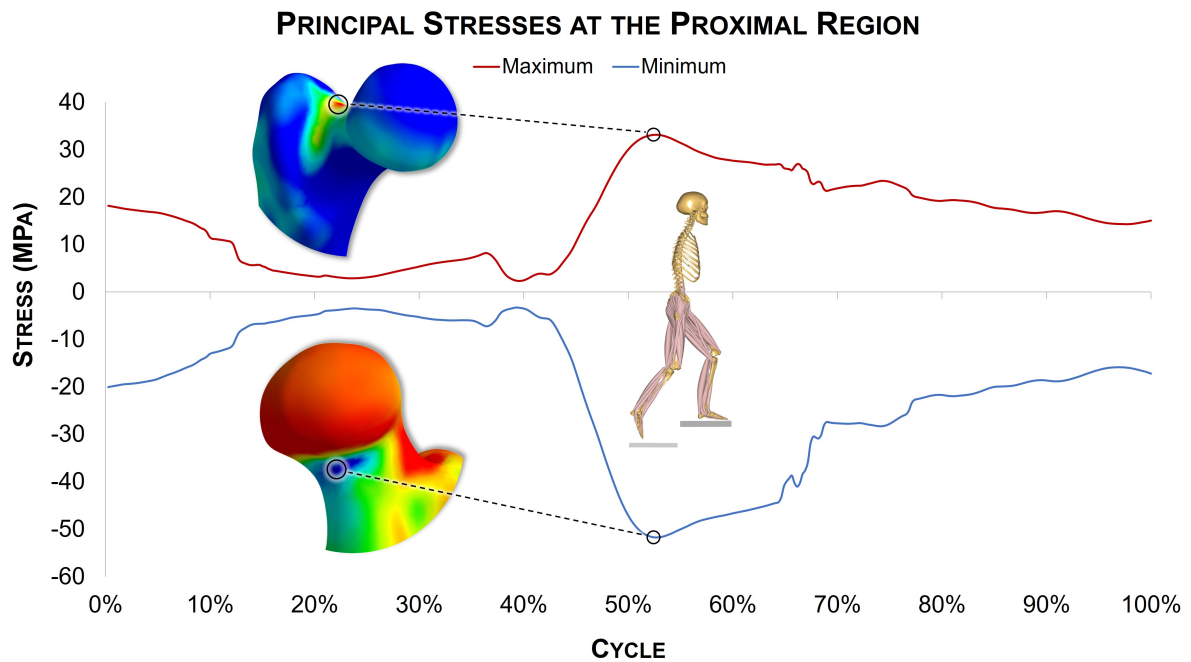 PRINCIPAL STRESSES AT THE PROXIMAL REGION
Maximum Minimum
STRESS (MPA)
40
30
20
10
0
-10
-20
-30
-40
-50
-60
0% 10% 20% 30% 40% 50% 60% 70% 80% 90% 100%
CYCLE